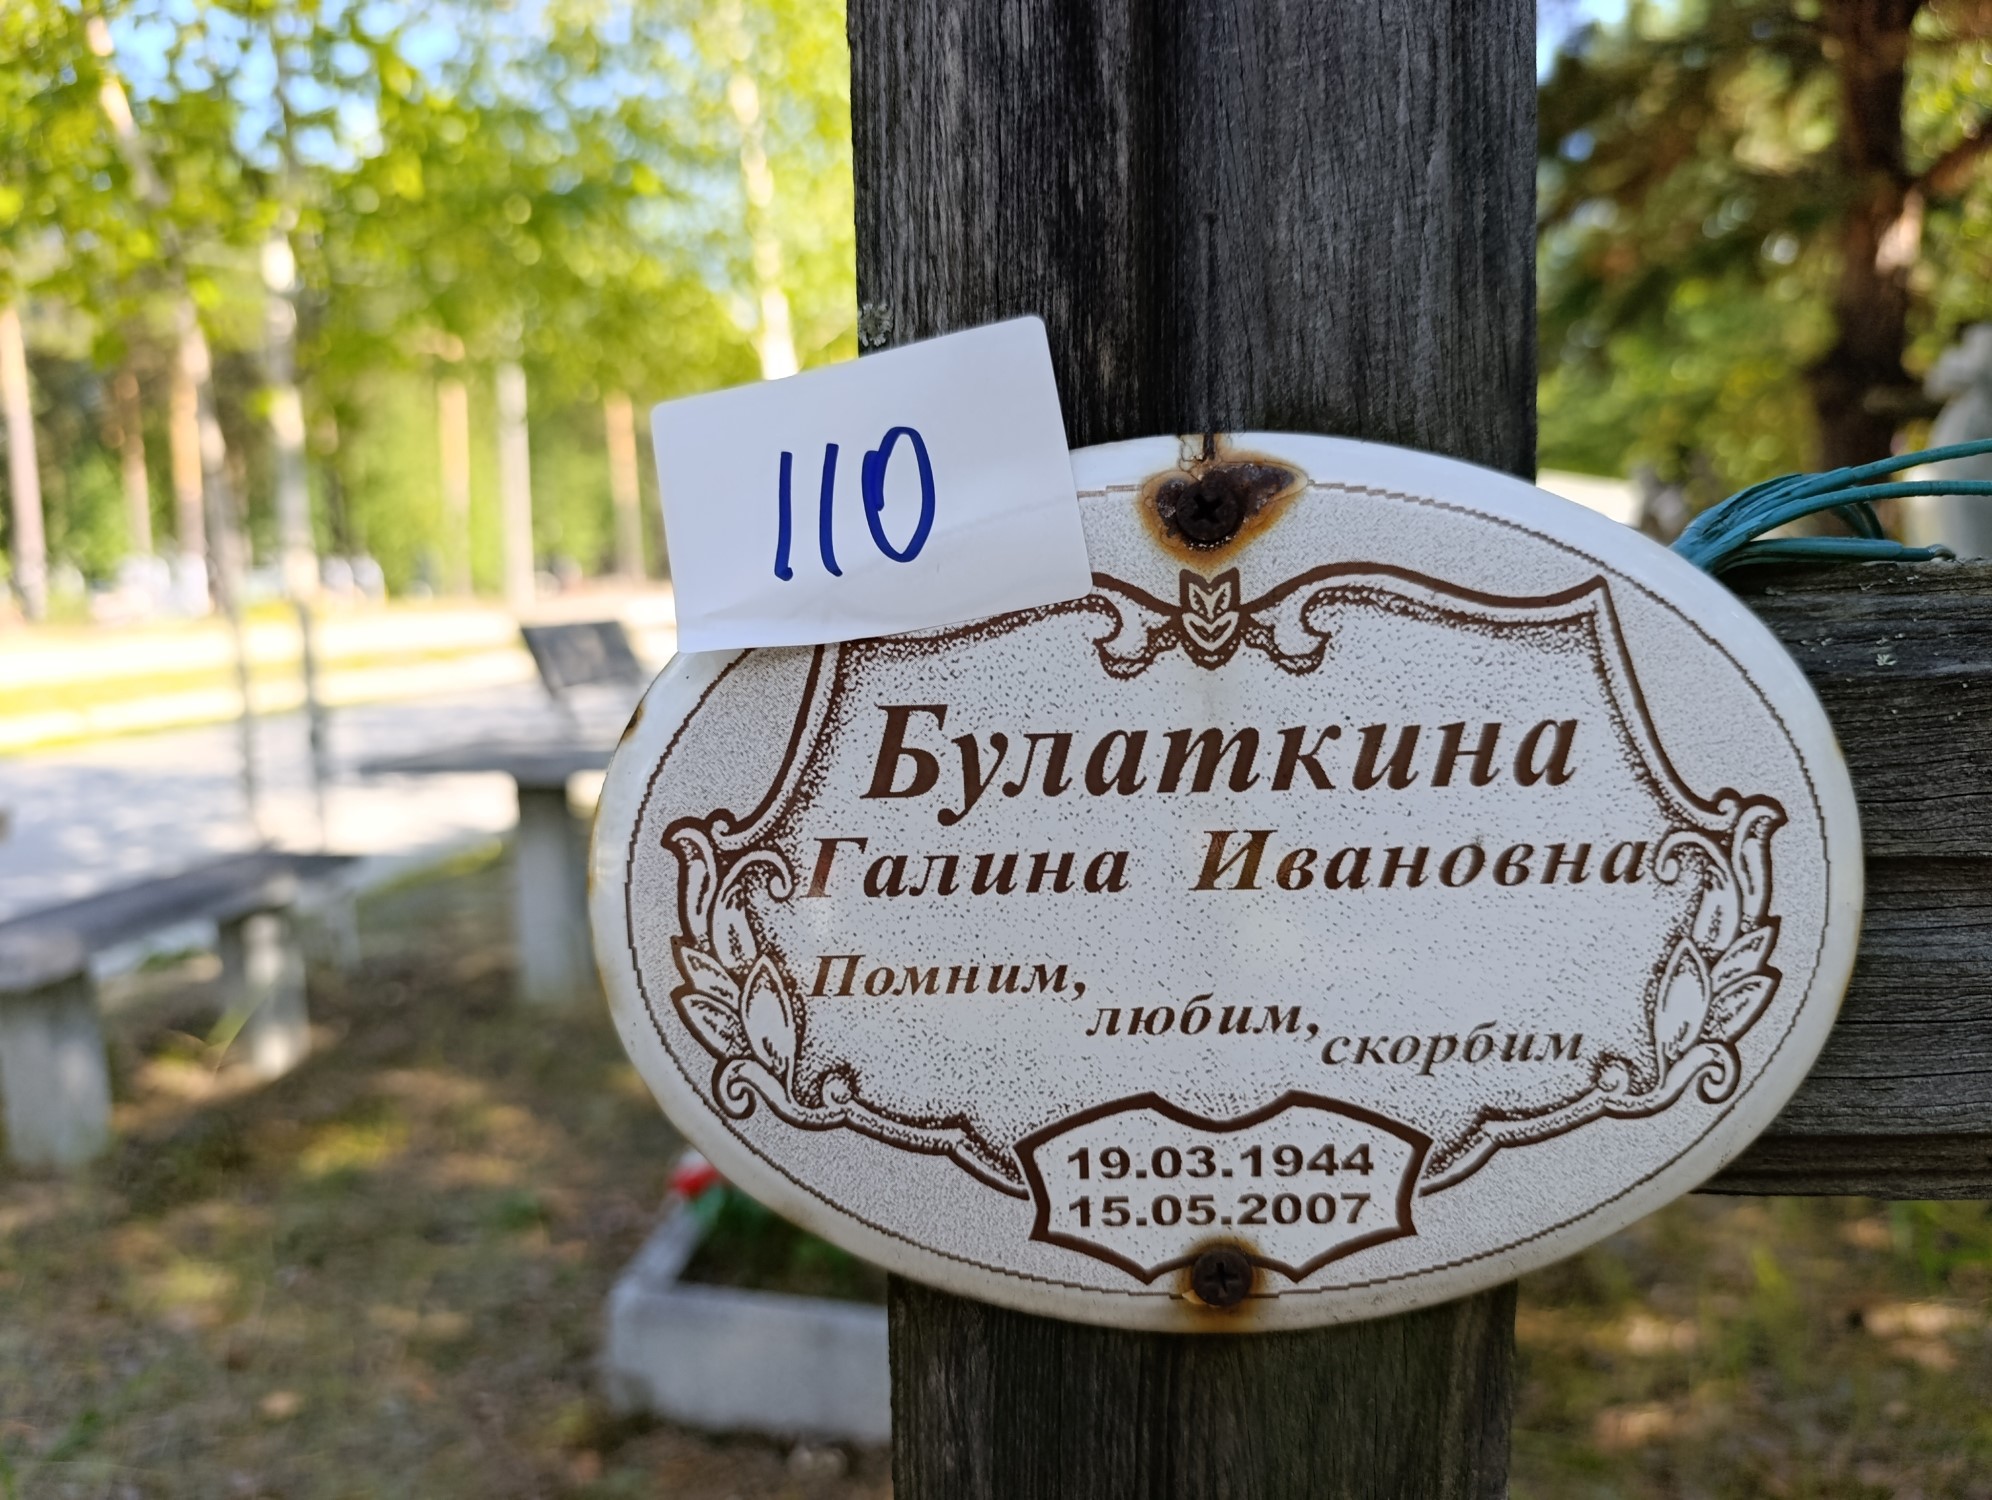 110
Булаткина
Галина Ивановна
Помним,
любим,
скорбим
19.03.1944
15.05.2007